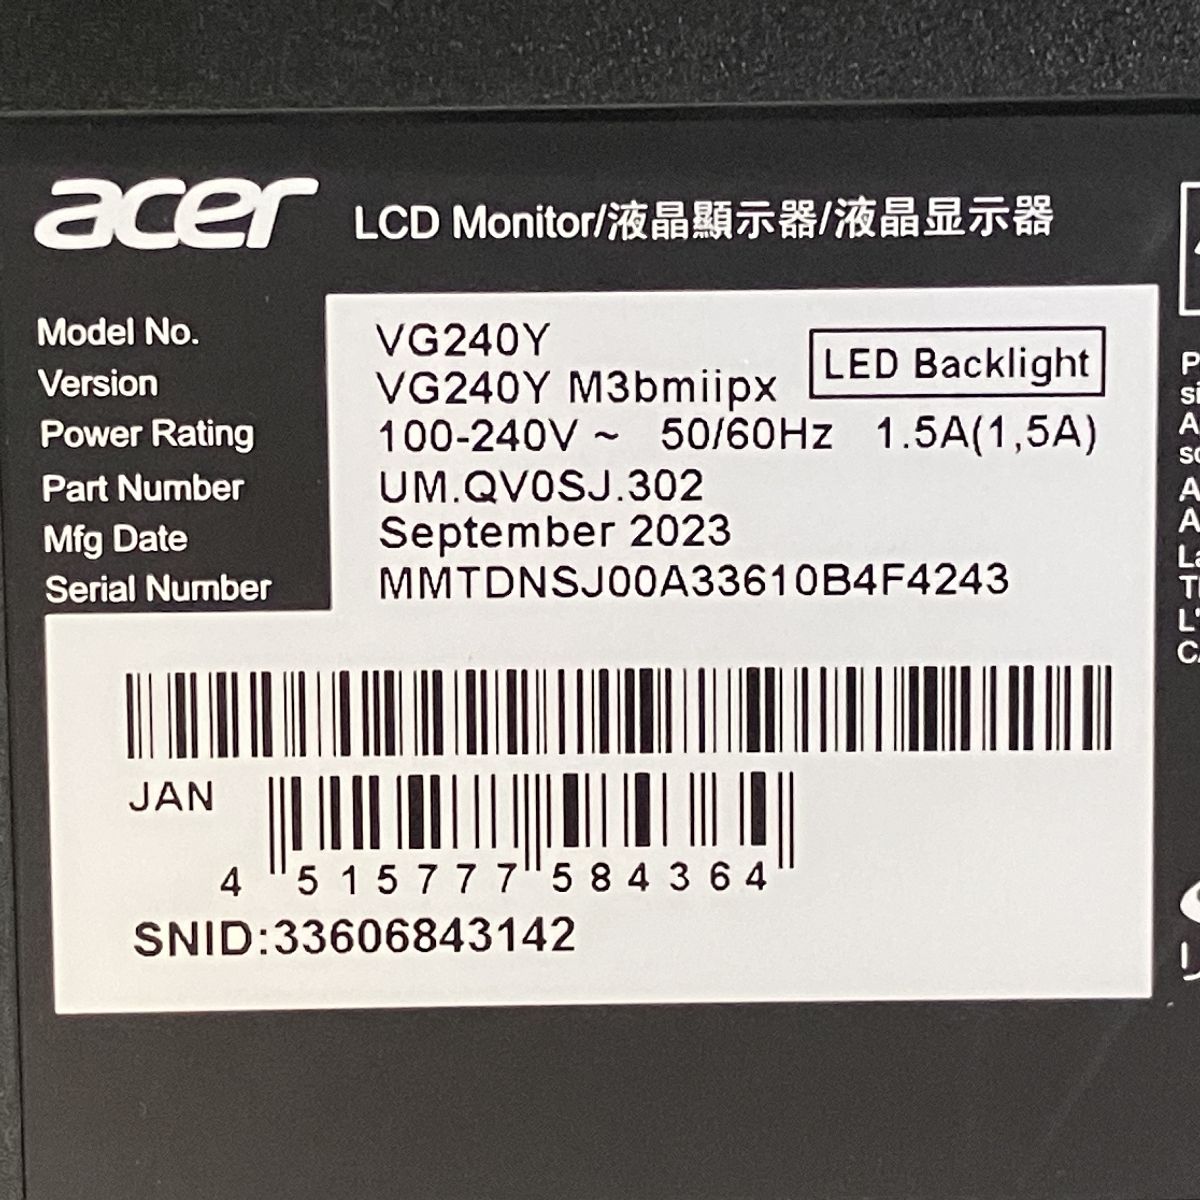 acer LCD Monitor/液晶顯示器/液晶显示器
Model No. VG240Y
Version VG240Y M3bmiipx
LED Backlight
Power Rating 100-240V ~ 50/60Hz 1.5A(1,5A)
Part Number UM.QV0SJ.302
Mfg Date September 2023
Serial Number MMTDNSJ00A33610B4F4243
JAN
4 515777 584364
SNID:33606843142